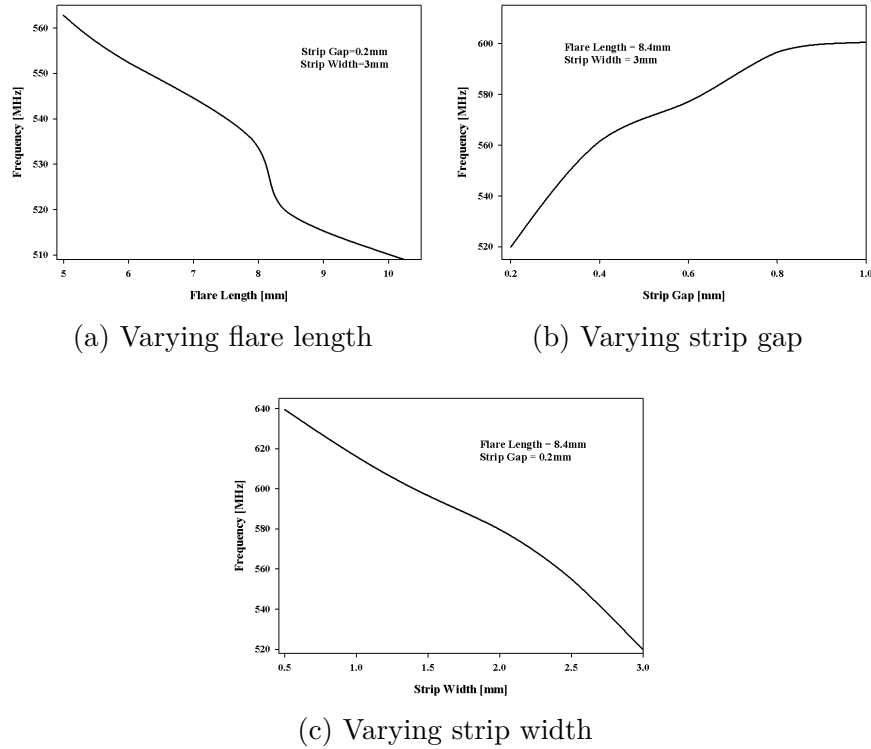 560
550
540
530
520
510
Frequency [MHz]
Strip Gap=0.2mm
Strip Width=3mm
5 6 7 8 9 10
Flare Length [mm]
(a) Varying flare length
600
580
560
540
520
Frequency [MHz]
Flare Length = 8.4mm
Strip Width = 3mm
0.2 0.4 0.6 0.8 1.0
Strip Gap [mm]
(b) Varying strip gap
640
620
600
580
560
540
520
Frequency [MHz]
Flare Length = 8.4mm
Strip Gap = 0.2mm
0.5 1.0 1.5 2.0 2.5 3.0
Strip Width [mm]
(c) Varying strip width